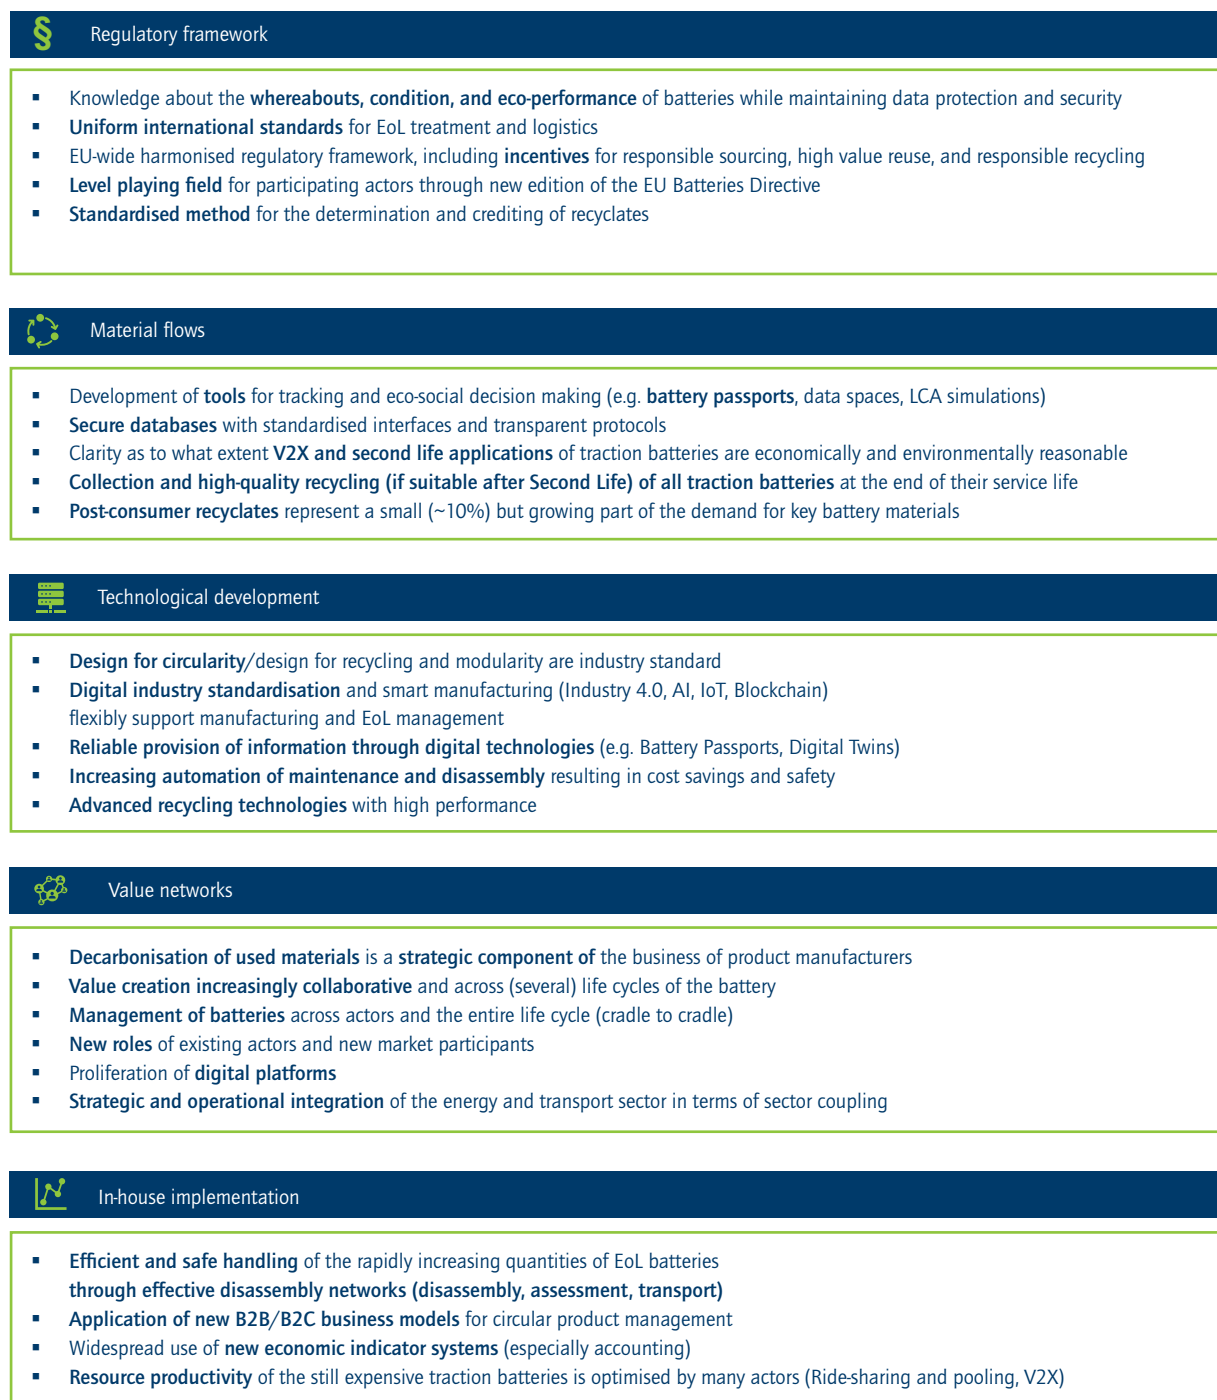 § Regulatory framework
▪ Knowledge about the whereabouts, condition, and eco-performance of batteries while maintaining data protection and security
▪ Uniform international standards for EoL treatment and logistics
▪ EU-wide harmonised regulatory framework, including incentives for responsible sourcing, high value reuse, and responsible recycling
▪ Level playing field for participating actors through new edition of the EU Batteries Directive
▪ Standardised method for the determination and crediting of recyclates
Material flows
▪ Development of tools for tracking and eco-social decision making (e.g. battery passports, data spaces, LCA simulations)
▪ Secure databases with standardised interfaces and transparent protocols
▪ Clarity as to what extent V2X and second life applications of traction batteries are economically and environmentally reasonable
▪ Collection and high-quality recycling (if suitable after Second Life) of all traction batteries at the end of their service life
▪ Post-consumer recyclates represent a small (~10%) but growing part of the demand for key battery materials
Technological development
▪ Design for circularity/design for recycling and modularity are industry standard
▪ Digital industry standardisation and smart manufacturing (Industry 4.0, AI, IoT, Blockchain)
flexibly support manufacturing and EoL management
▪ Reliable provision of information through digital technologies (e.g. Battery Passports, Digital Twins)
▪ Increasing automation of maintenance and disassembly resulting in cost savings and safety
▪ Advanced recycling technologies with high performance
Value networks
▪ Decarbonisation of used materials is a strategic component of the business of product manufacturers
▪ Value creation increasingly collaborative and across (several) life cycles of the battery
▪ Management of batteries across actors and the entire life cycle (cradle to cradle)
▪ New roles of existing actors and new market participants
▪ Proliferation of digital platforms
▪ Strategic and operational integration of the energy and transport sector in terms of sector coupling
In-house implementation
▪ Efficient and safe handling of the rapidly increasing quantities of EoL batteries
through effective disassembly networks (disassembly, assessment, transport)
▪ Application of new B2B/B2C business models for circular product management
▪ Widespread use of new economic indicator systems (especially accounting)
▪ Resource productivity of the still expensive traction batteries is optimised by many actors (Ride-sharing and pooling, V2X)